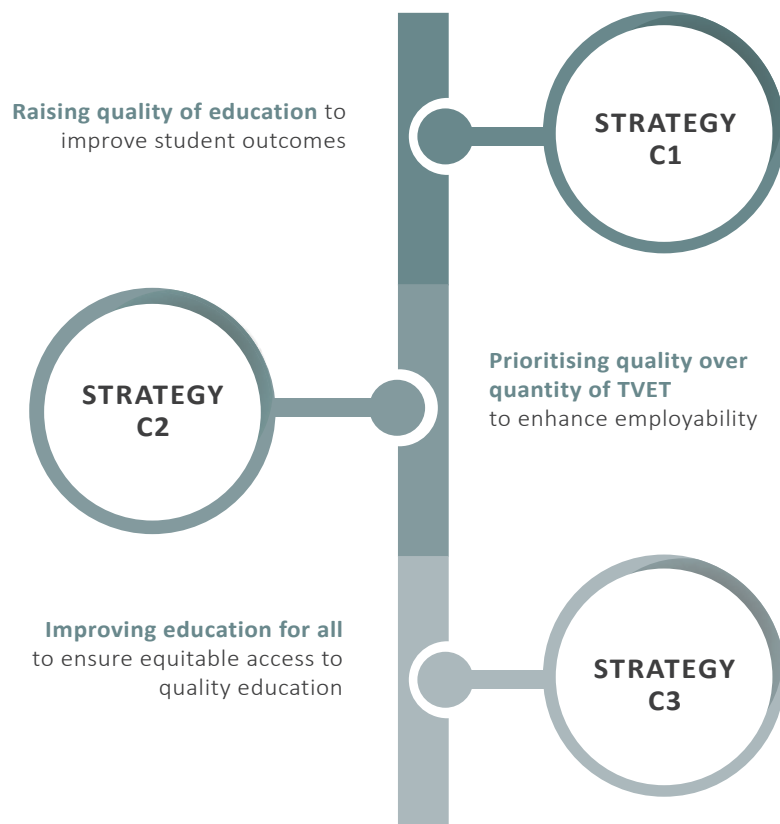 Raising quality of education to
improve student outcomes
STRATEGY
C1
STRATEGY
C2
Prioritising quality over
quantity of TVET
to enhance employability
Improving education for all
to ensure equitable access to
quality education
STRATEGY
C3